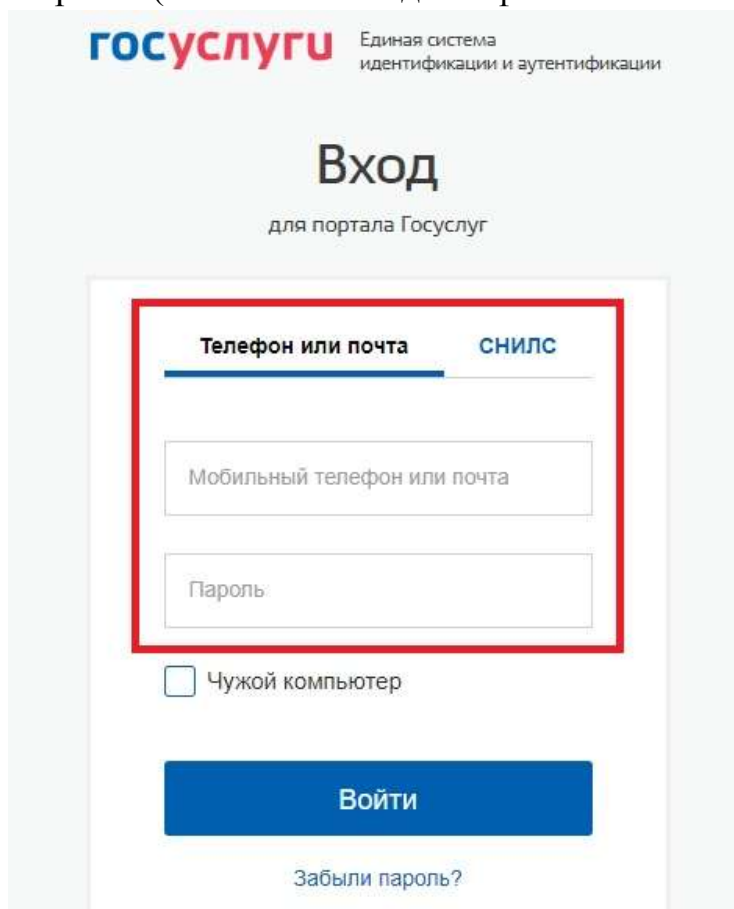 госуслуги
Единая система
идентификации и аутентификации
Вход
для портала Госуслуг
Телефон или почта СНИЛС
Мобильный телефон или почта
Пароль
Чужой компьютер
Войти
Забыли пароль?